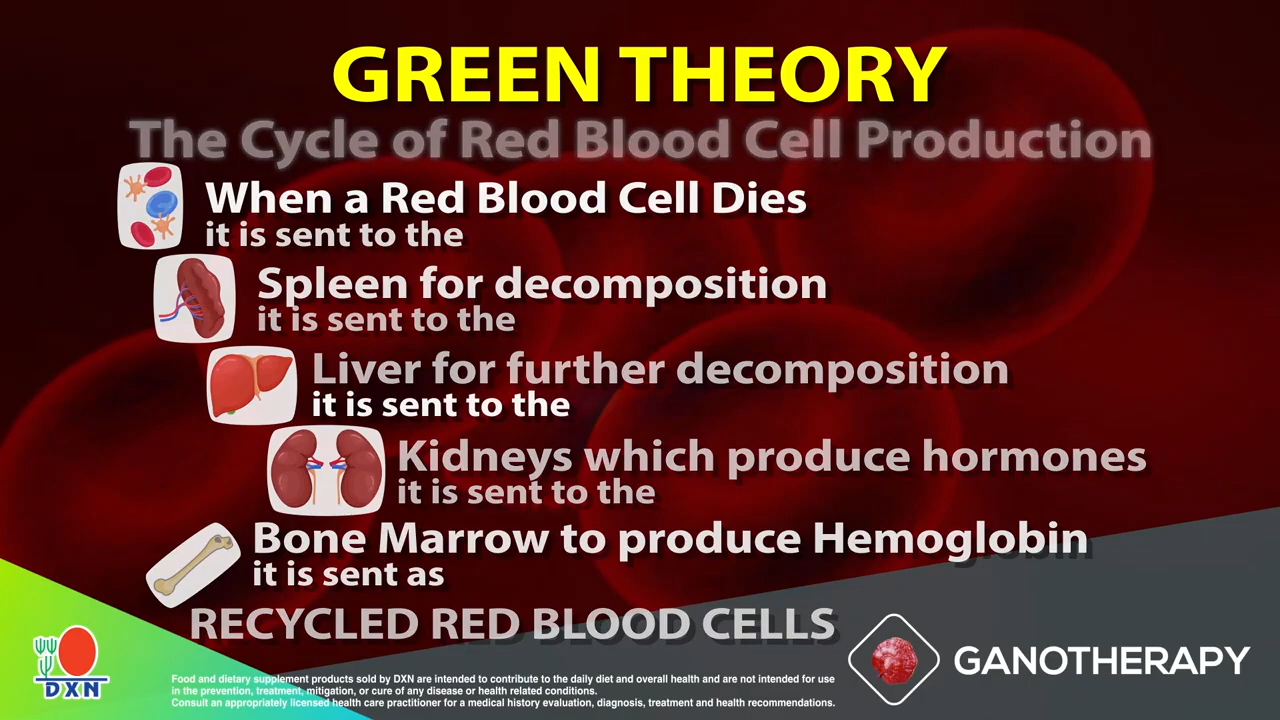 GREEN THEORY
The Cycle of Red Blood Cell Production
When a Red Blood Cell Dies
it is sent to the
Spleen for decomposition
it is sent to the
Liver for further decomposition
it is sent to the
Kidneys which produce hormones
it is sent to the
Bone Marrow to produce Hemoglobin
it is sent as
RECYCLED RED BLOOD CELLS
DXN
Food and dietary supplement products sold by DXN are intended to contribute to the daily diet and overall health and are not intended for use
in the prevention, treatment, mitigation, or cure of any disease or health related conditions.
Consult an appropriately licensed health care practitioner for a medical history evaluation, diagnosis, treatment and health recommendations.
GANOTHERAPY